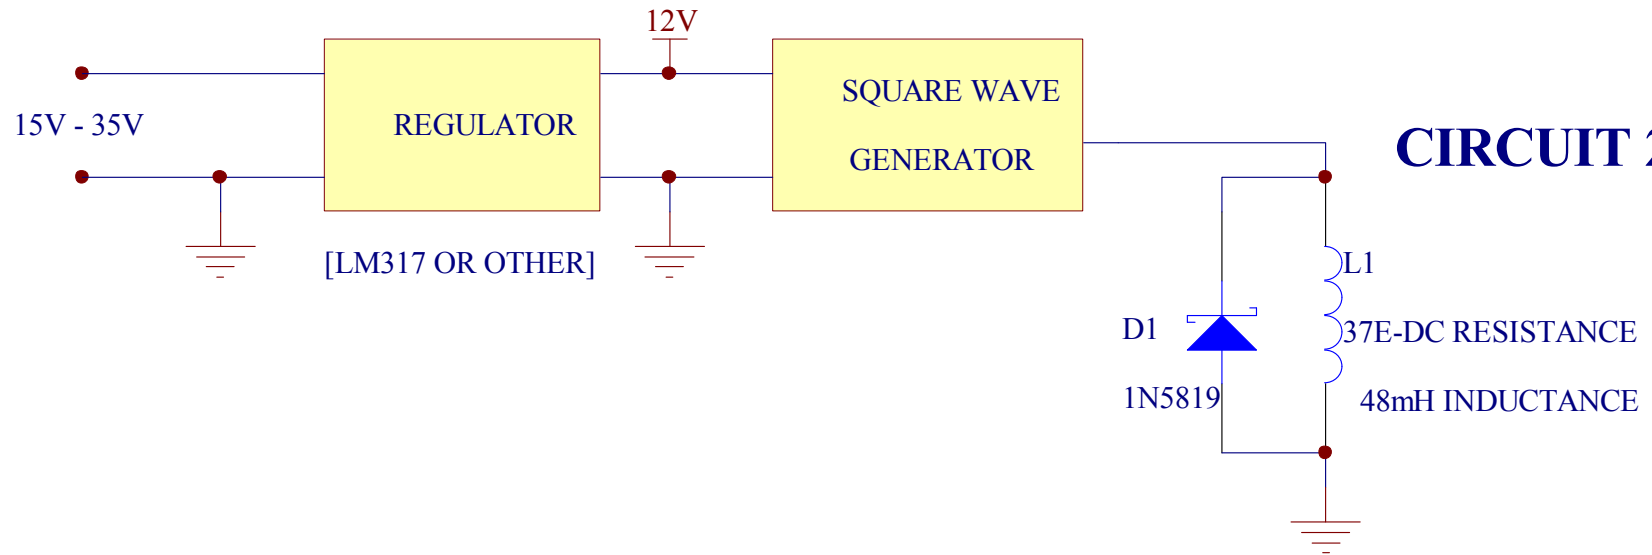 12V
15V - 35V
REGULATOR
[LM317 OR OTHER]
SQUARE WAVE
GENERATOR
CIRCUIT 2
D1
1N5819
L1
37E-DC RESISTANCE
48mH INDUCTANCE